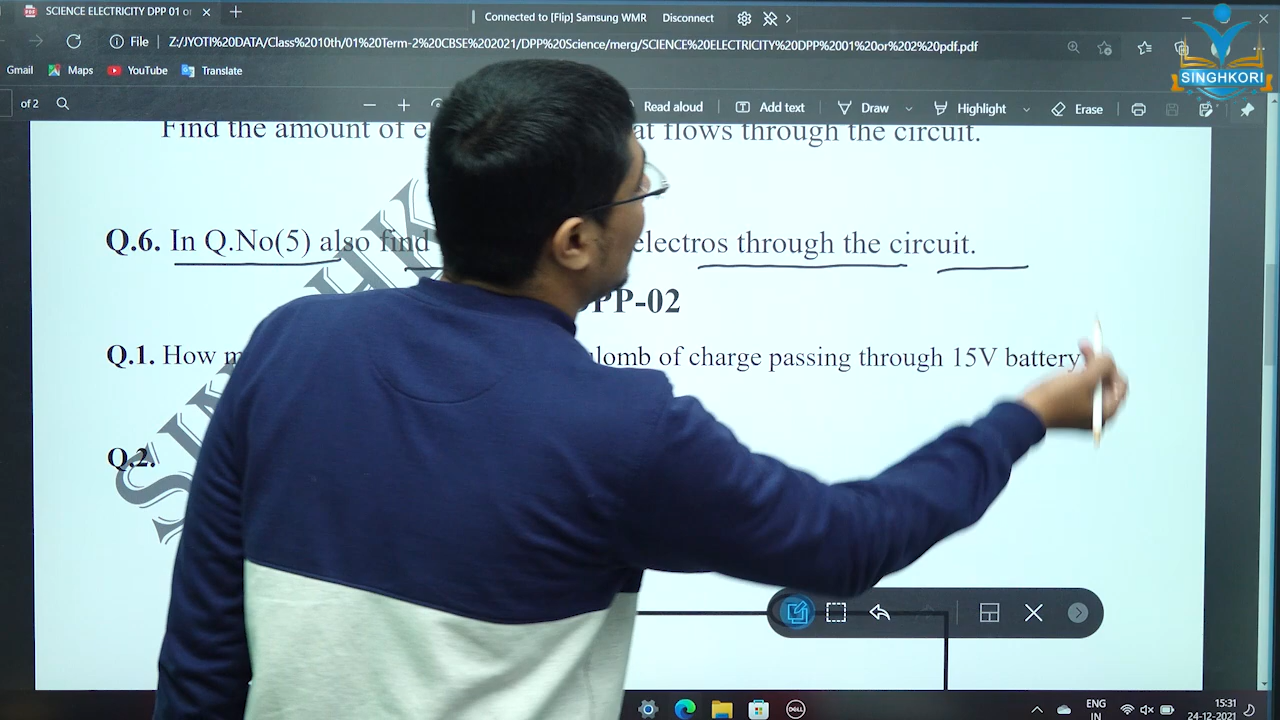 SCIENCE ELECTRICITY DPP 01 or
Connected to [Flip] Samsung WMR Disconnect
File Z:/JYOTI%20DATA/Class%2010th/01%20Term-2%20CBSE%202021/DPP%20Science/merg/SCIENCE%20ELECTRICITY%20DPP%2001%20or%202%20pdf.pdf
SINGHKORI
Gmail Maps YouTube Translate
of 2 Read aloud Add text Draw Highlight Erase
Find the amount of flows through the circuit.
Q.6. In Q.No(5) also find electros through the circuit.
DPP-02
Q.1. How of charge passing through 15V battery
Q.2.
ENG
IN
15:31
24-12-2021
DELL